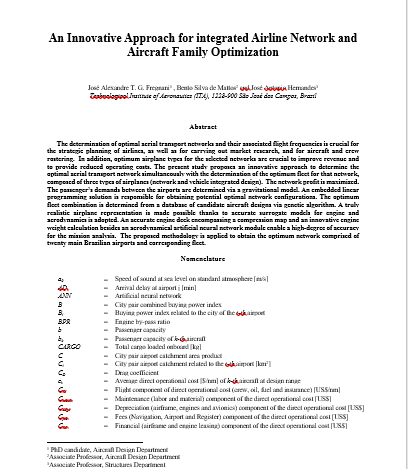 An Innovative Approach for integrated Airline Network and
Aircraft Family Optimization
José Alexandre T. G. Fregnani¹, Bento Silva de Mattos² and José Antonio Hernandes³
Technological Institute of Aeronautics (ITA), 1228-900 São José dos Campos, Brazil
Abstract
The determination of optimal aerial transport networks and their associated flight frequencies is crucial for
the strategic planning of airlines, as well as for carrying out market research, and for aircraft and crew
rostering. In addition, optimum airplane types for the selected networks are crucial to improve revenue and
to provide reduced operating costs. The present study proposes an innovative approach to determine the
optimal aerial transport network simultaneously with the determination of the optimum fleet for that network,
composed of three types of airplanes (network and vehicle integrated design). The network profit is maximized.
The passenger's demands between the airports are determined via a gravitational model. An embedded linear
programming solution is responsible for obtaining potential optimal network configurations. The optimum
fleet combination is determined from a database of candidate aircraft designs via genetic algorithm. A truly
realistic airplane representation is made possible thanks to accurate surrogate models for engine and
aerodynamics is adopted. An accurate engine deck encompassing a compression map and an innovative engine
weight calculation besides an aerodynamical artificial neural network module enable a high-degree of accuracy
for the mission analysis. The proposed methodology is applied to obtain the optimum network comprised of
twenty main Brazilian airports and corresponding fleet.
Nomenclature
= Speed of sound at sea level on standard atmosphere [m/s]
= Arrival delay at airport j [min]
ANN = Artificial neural network
B = City pair combined buying power index
Bi = Buying power index related to the city of the airport
BPR = Engine by-pass ratio
b = Passenger capacity
bk = Passenger capacity of k-th aircraft
CARGO = Total cargo loaded onboard [kg]
C = City pair airport catchment area product
Ci = City pair airport catchment related to the airport [km²]
CD = Drag coefficient
= Average direct operational cost [$/nm] of k-th aircraft at design range
= Flight component of direct operational cost (crew, oil, fuel and insurance) [US$/nm]
= Maintenance (labor and material) component of the direct operational cost [US$]
= Depreciation (airframe, engines and avionics) component of direct operational cost [US$]
= Fees (Navigation, Airport and Register) component of the direct operational cost [US$]
= Financial (airframe and engine leasing) component of the direct operational cost [US$]
¹ PhD candidate, Aircraft Design Department
²Associate Professor, Aircraft Design Department
³Associate Professor, Structures Department